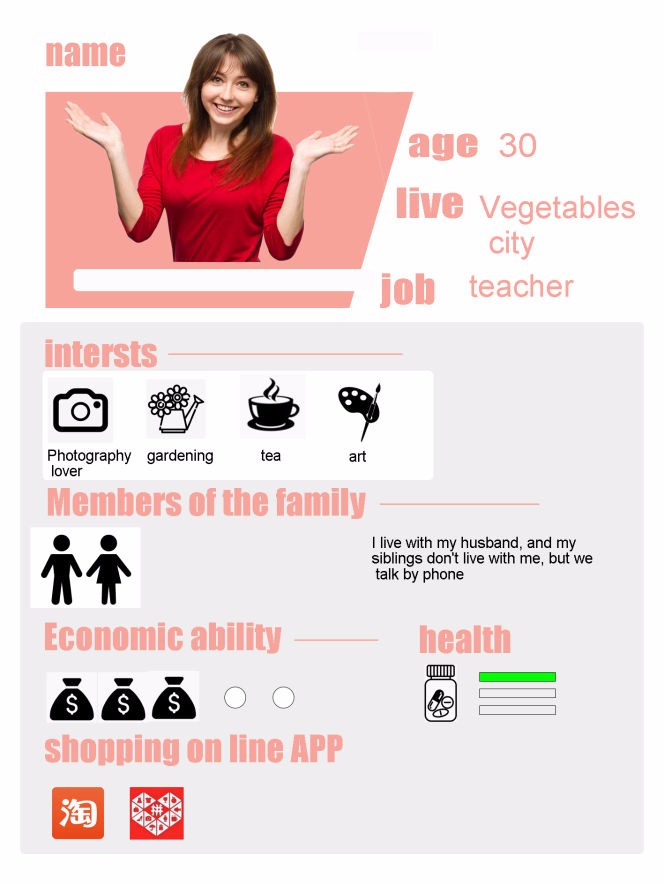 name
age 30
live Vegetables
city
job teacher
intersts
Photography
lover
gardening
tea
art
Members of the family
I live with my husband, and my
siblings don't live with me, but we
talk by phone
Economic ability
health
$ $ $
shopping on line APP
淘
拼